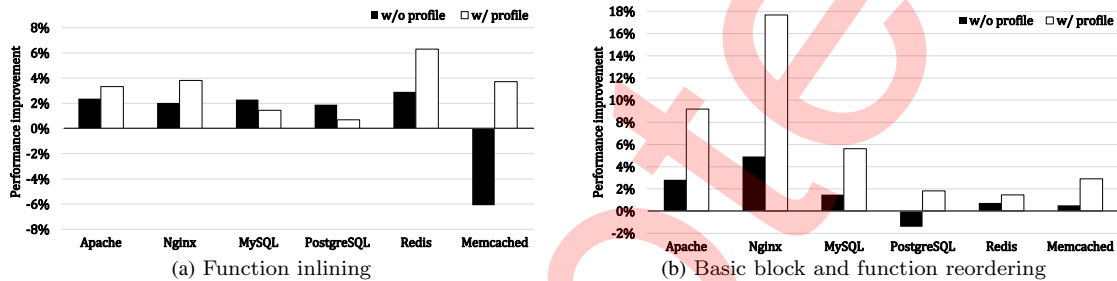 ■ w/o profile □ w/ profile
Performance improvement
8%
6%
4%
2%
0%
-2%
-4%
-6%
-8%
Apache Nginx MySQL PostgreSQL Redis Memcached
(a) Function inlining
■ w/o profile □ w/ profile
Performance improvement
18%
16%
14%
12%
10%
8%
6%
4%
2%
0%
-2%
Apache Nginx MySQL PostgreSQL Redis Memcached
(b) Basic block and function reordering